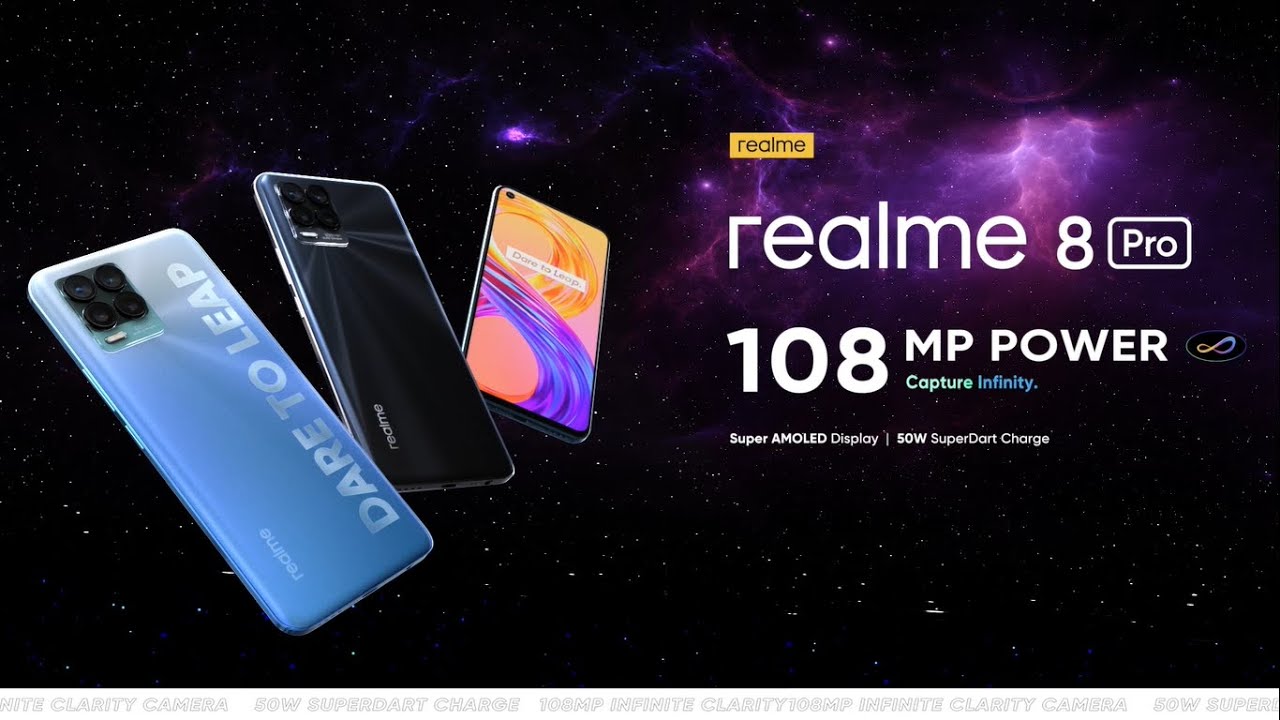 realme
realme 8 Pro
108 MP POWER
Capture Infinity.
Super AMOLED Display | 50W SuperDart Charge
DARE TO LEAP
realme
realme
Dare to Leap.
NITE CLARITY CAMERA 50W SUPERDART CHARGE 108MP INFINITE CLARITY108MP INFINITE CLARITY CAMERA 50W SUPERD